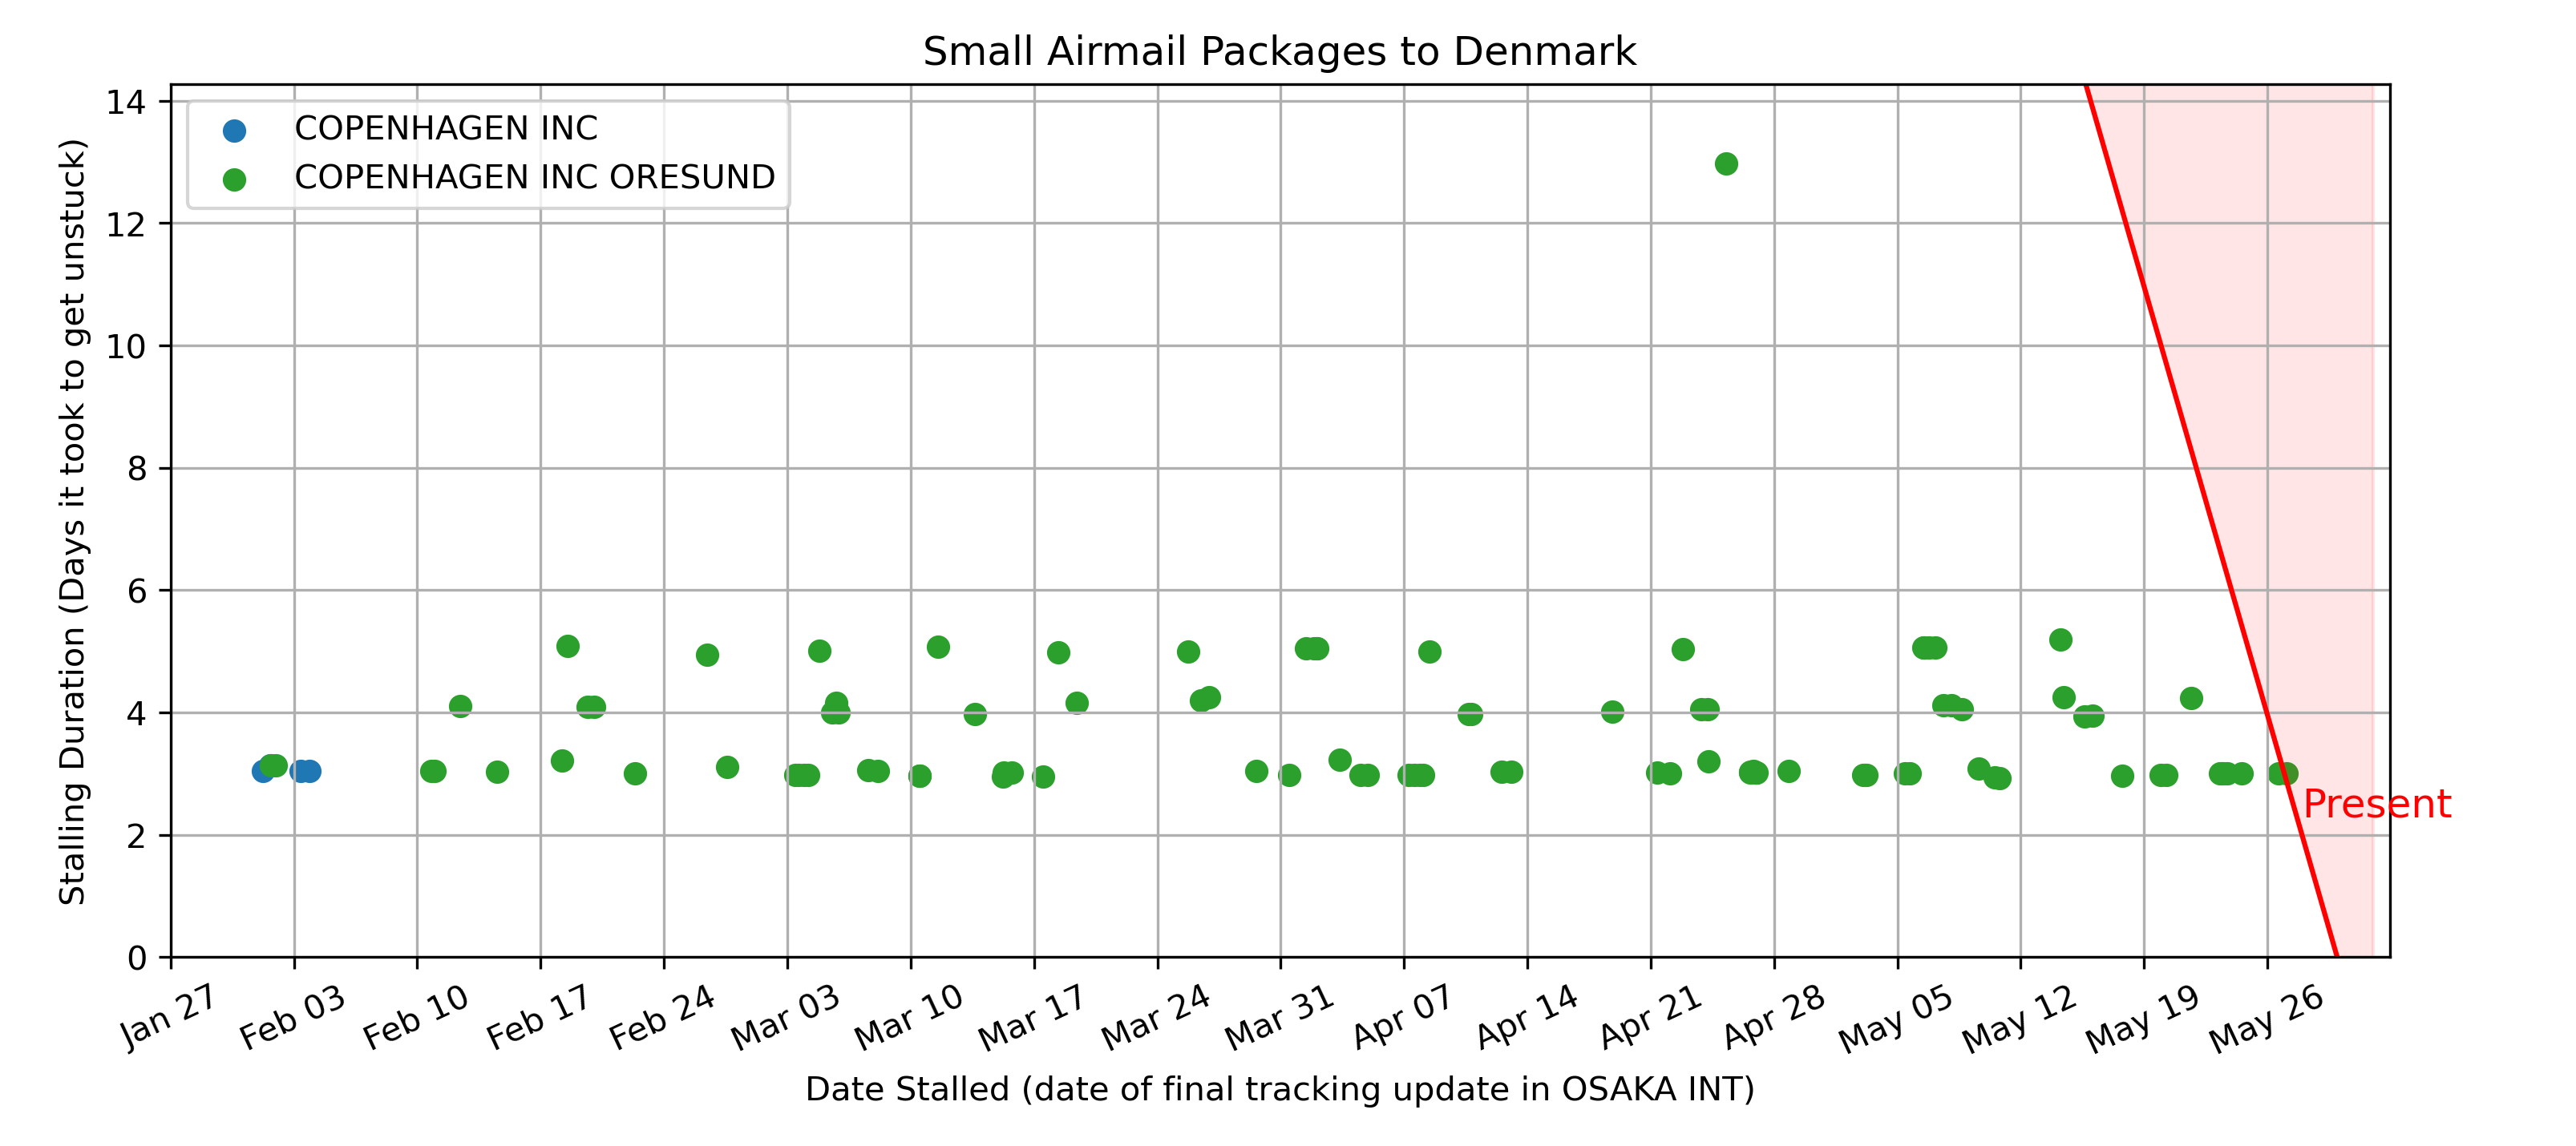 Small Airmail Packages to Denmark
COPENHAGEN INC
COPENHAGEN INC ORESUND
Stalling Duration (Days it took to get unstuck)
14
12
10
8
6
4
2
0
Present
Jan 27
Feb 03
Feb 10
Feb 17
Feb 24
Mar 03
Mar 10
Mar 17
Mar 24
Mar 31
Apr 07
Apr 14
Apr 21
Apr 28
May 05
May 12
May 19
May 26
Date Stalled (date of final tracking update in OSAKA INT)